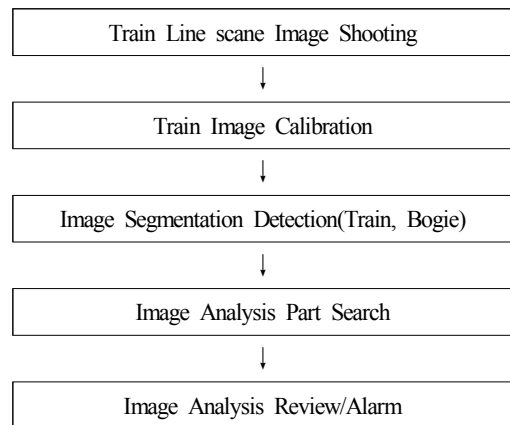 Train Line scane Image Shooting
Train Image Calibration
Image Segmentation Detection(Train, Bogie)
Image Analysis Part Search
Image Analysis Review/Alarm